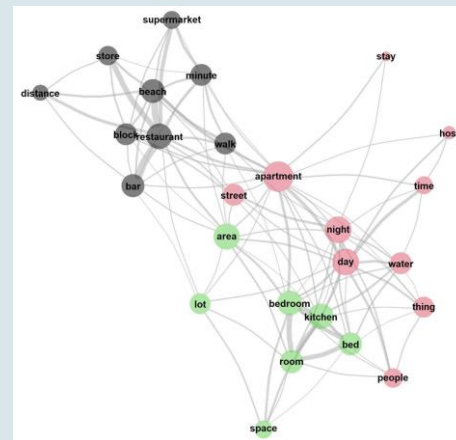 supermarket
store
stay
minute
distance
beach
hos
block
restaurant
walk
apartment
bar
time
street
night
area
day
water
bedroom
lot
thing
kitchen
bed
room
people
space